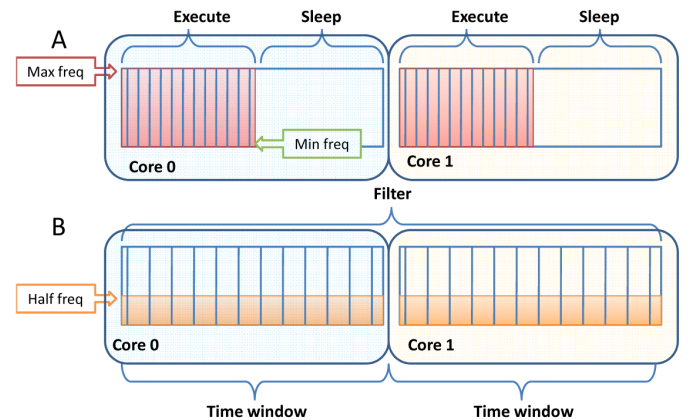 A
Execute
Sleep
Execute
Sleep
Max freq
Min freq
Core 0
Core 1
Filter
B
Half freq
Core 0
Core 1
Time window
Time window